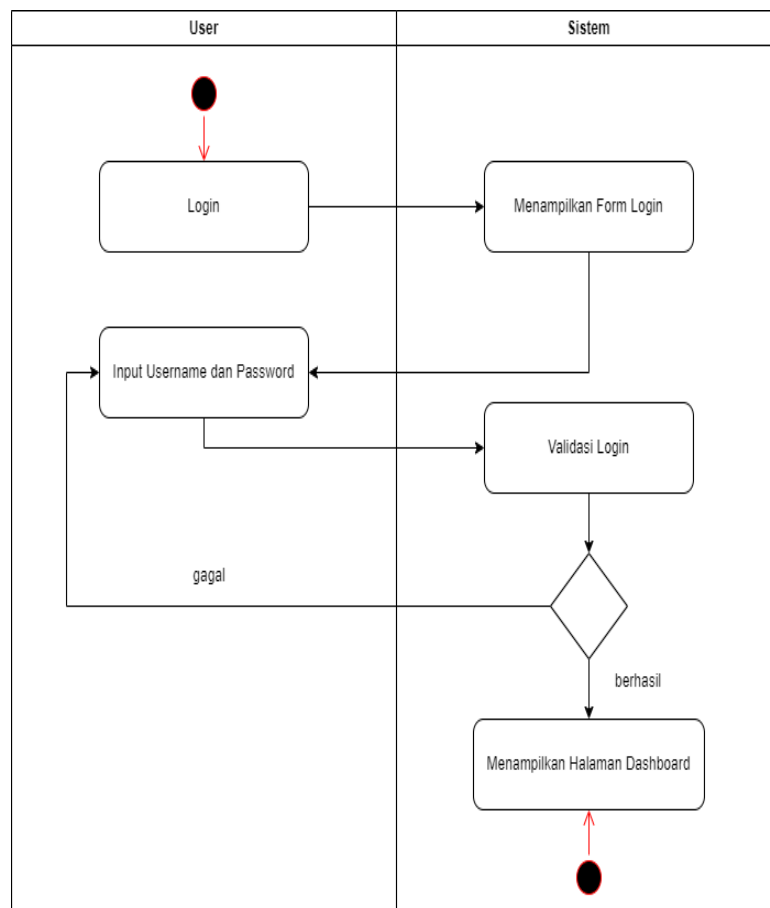 User
Sistem
Login
Menampilkan Form Login
Input Username dan Password
Validasi Login
gagal
berhasil
Menampilkan Halaman Dashboard